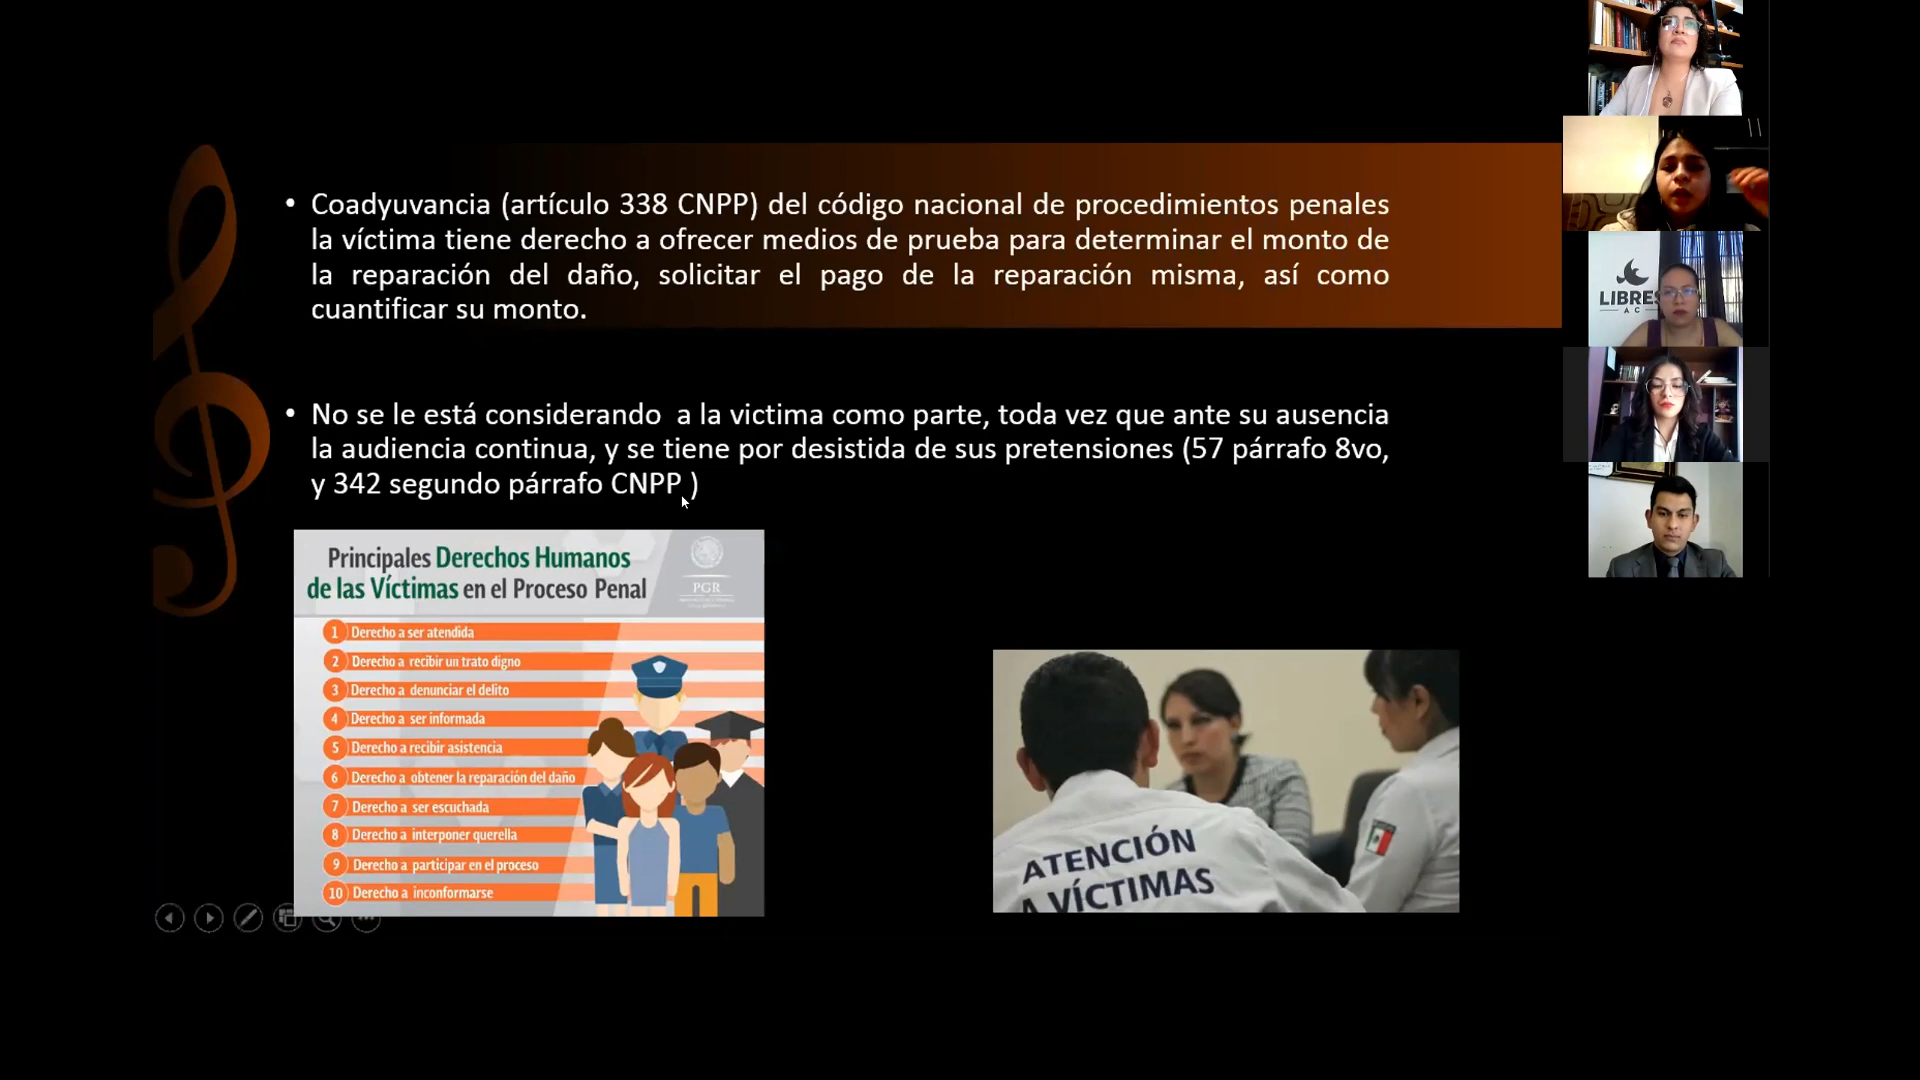 • Coadyuvancia (artículo 338 CNPP) del código nacional de procedimientos penales
la víctima tiene derecho a ofrecer medios de prueba para determinar el monto de
la reparación del daño, solicitar el pago de la reparación misma, así como
cuantificar su monto.
• No se le está considerando  a la victima como parte, toda vez que ante su ausencia
la audiencia continua, y se tiene por desistida de sus pretensiones (57 párrafo 8vo,
y 342 segundo párrafo CNPP )
Principales Derechos Humanos
de las Víctimas en el Proceso Penal
PGR
1 Derecho a ser atendida
2 Derecho a recibir un trato digno
3 Derecho a denunciar el delito
4 Derecho a ser informada
5 Derecho a recibir asistencia
6 Derecho a obtener la reparación del daño
7 Derecho a ser escuchada
8 Derecho a interponer querella
9 Derecho a participar en el proceso
10 Derecho a inconformarse
ATENCIÓN
A VÍCTIMAS
LIBRES
AC